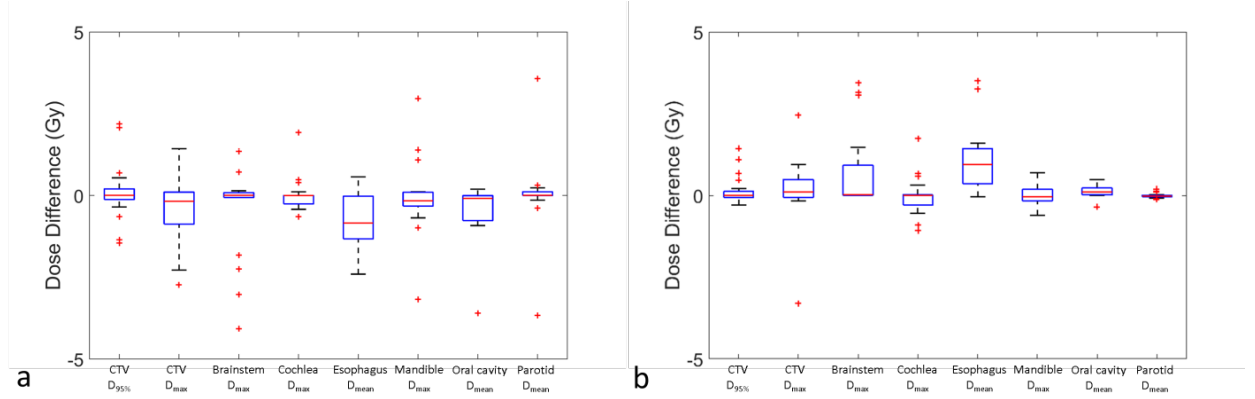 5
0
-5
Dose Difference (Gy)
CTV CTV Brainstem Cochlea Esophagus Mandible Oral cavity Parotid
D95% Dmax Dmax Dmax Dmean Dmax Dmean Dmean
a
5
0
-5
Dose Difference (Gy)
CTV CTV Brainstem Cochlea Esophagus Mandible Oral cavity Parotid
D95% Dmax Dmax Dmax Dmean Dmax Dmean Dmean
b